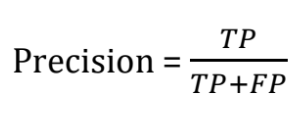 Precision = TP / TP+FP